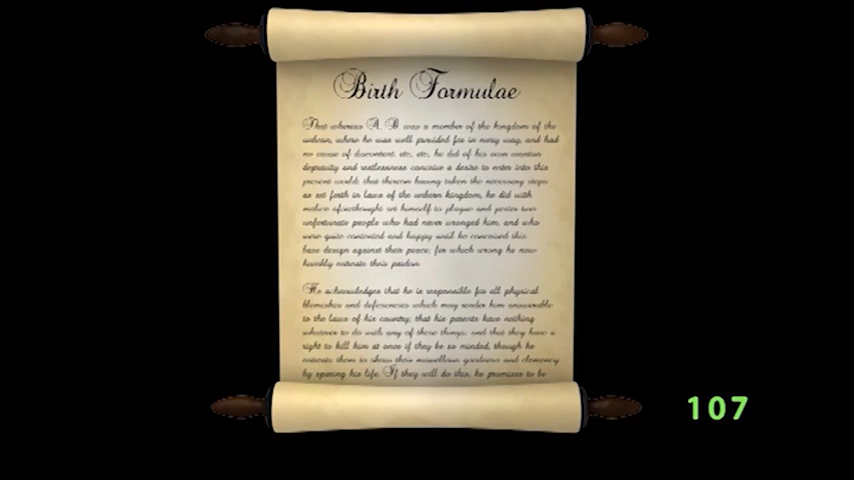 Birth Formulae
That whereas A. B. was a member of the kingdom of the
unborn, where he was well provided for in every way, and had
no cause of discontent, etc, etc, he did of his own wanton
depravity and restlessness conceive a desire to enter into this
present world; that thereon having taken the necessary steps
as set forth in laws of the unborn kingdom, he did with
malice aforethought set himself to plague and pester two
unfortunate people who had never wronged him, and who
were quite contented and happy until he conceived this
base design against their peace; for which wrong he now
humbly entreats their pardon.
He acknowledges that he is responsible for all physical
blemishes and deficiencies which may render him answerable
to the laws of his country; that his parents have nothing
whatever to do with any of these things; and that they have a
right to kill him at once if they be so minded, though he
entreats them to show their marvellous goodness and clemency
by sparing his life. If they will do this, he promises to be
107